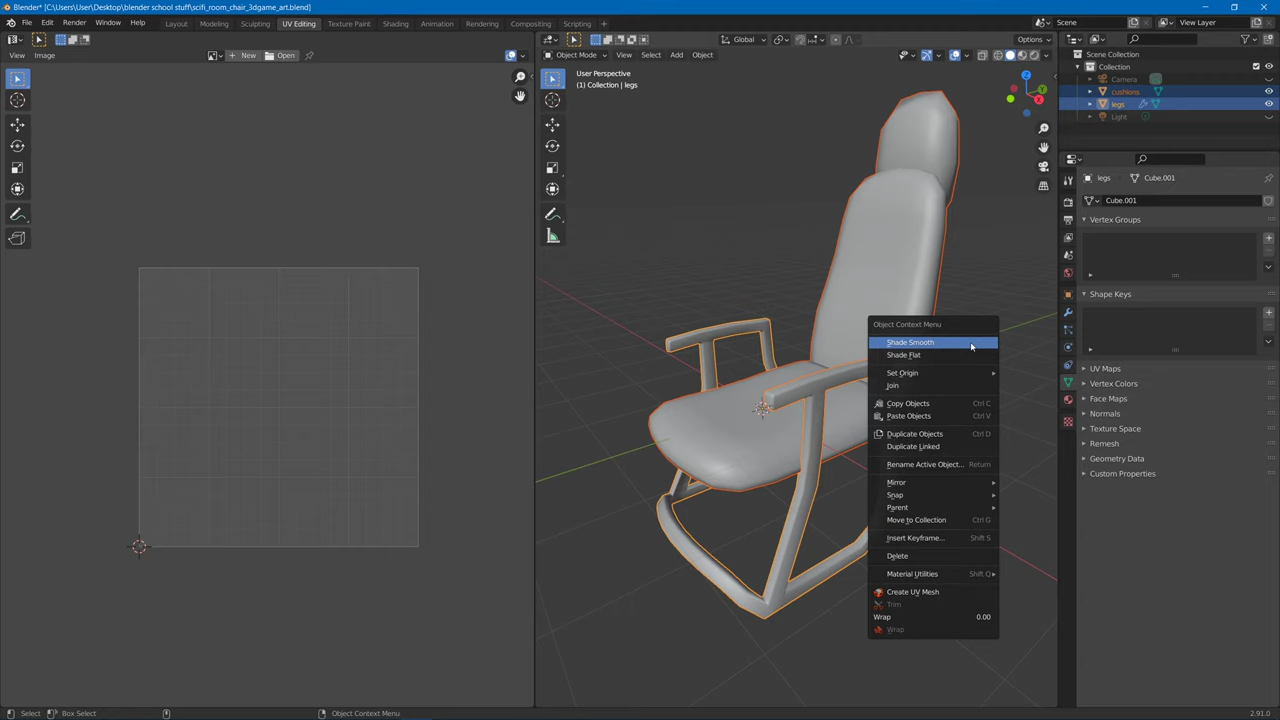 Blender* [C:\Users\User\Desktop\blender school stuff\scifi_room_chair_3dgame_art.blend]
File Edit Render Window Help
Layout Modeling Sculpting UV Editing Texture Paint Shading Animation Rendering Compositing Scripting
Scene
View Layer
Global
Options
View Image
New
Open
Object Mode View Select Add Object
User Perspective
(1) Collection | legs
Z
Y
X
Scene Collection
Collection
Camera
cushions
legs
Light
legs
Cube.001
Cube.001
Vertex Groups
Shape Keys
UV Maps
Vertex Colors
Face Maps
Normals
Texture Space
Remesh
Geometry Data
Custom Properties
Object Context Menu
Shade Smooth
Shade Flat
Set Origin
Join
Copy Objects Ctrl C
Paste Objects Ctrl V
Duplicate Objects Ctrl D
Duplicate Linked
Rename Active Object... Return
Mirror
Snap
Parent
Move to Collection Ctrl G
Insert Keyframe... Shift S
Delete
Material Utilities Shift Q
Create UV Mesh
Trim
Wrap 0.00
Wrap
Select Box Select Object Context Menu 2.91.0